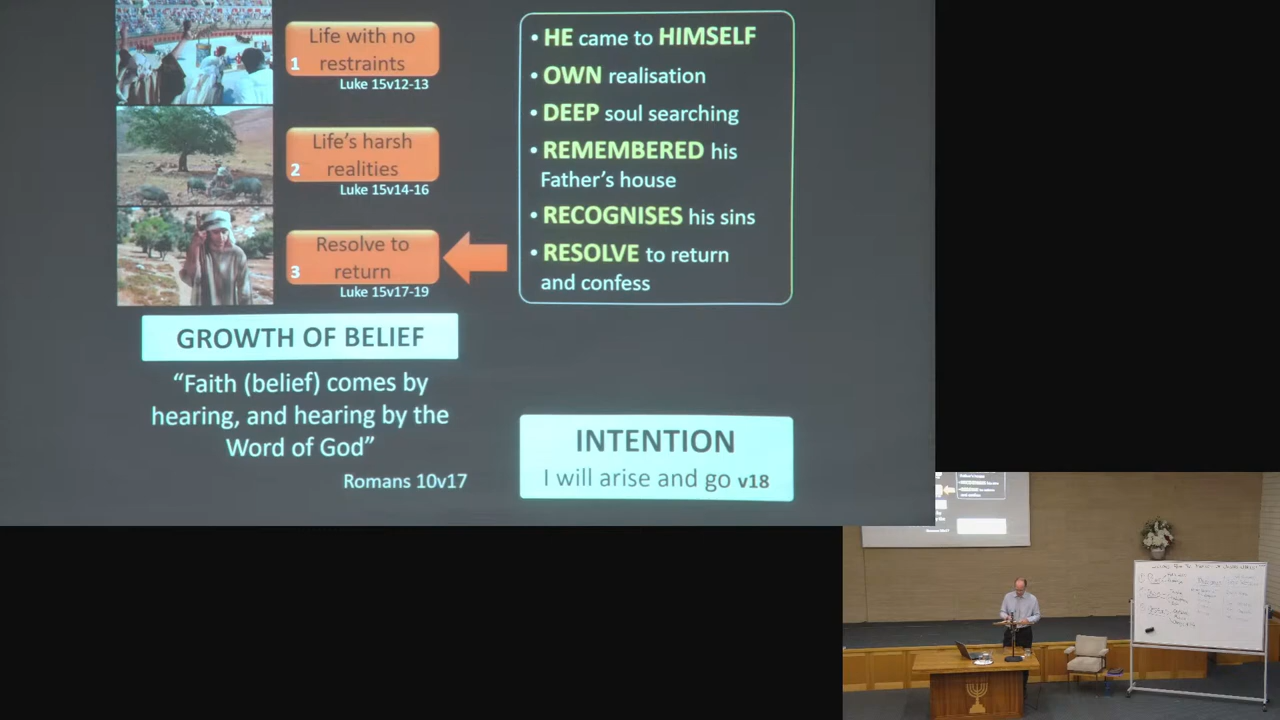 Life with no
1 restraints
Luke 15v12-13
Life's harsh
2 realities
Luke 15v14-16
Resolve to
3 return
Luke 15v17-19
• HE came to HIMSELF
• OWN realisation
• DEEP soul searching
• REMEMBERED his
Father's house
• RECOGNISES his sins
• RESOLVE to return
and confess
GROWTH OF BELIEF
"Faith (belief) comes by
hearing, and hearing by the
Word of God"
Romans 10v17
INTENTION
I will arise and go v18